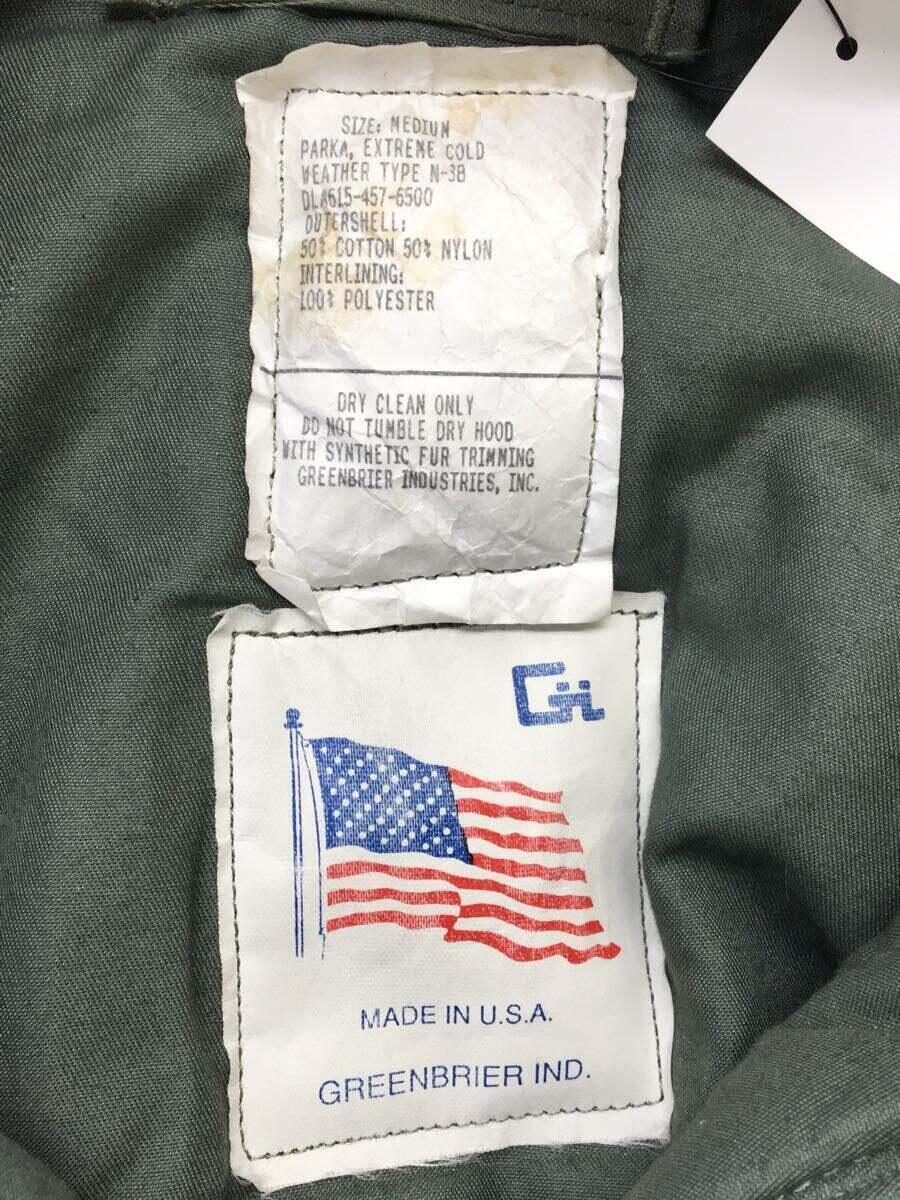 SIZE: MEDIUM
PARKA, EXTREME COLD
WEATHER TYPE N-3B
DLA615-457-6500
OUTERSHELL:
50% COTTON 50% NYLON
INTERLINING:
100% POLYESTER
DRY CLEAN ONLY
DO NOT TUMBLE DRY HOOD
WITH SYNTHETIC FUR TRIMMING
GREENBRIER INDUSTRIES, INC.
Gii
MADE IN U.S.A.
GREENBRIER IND.